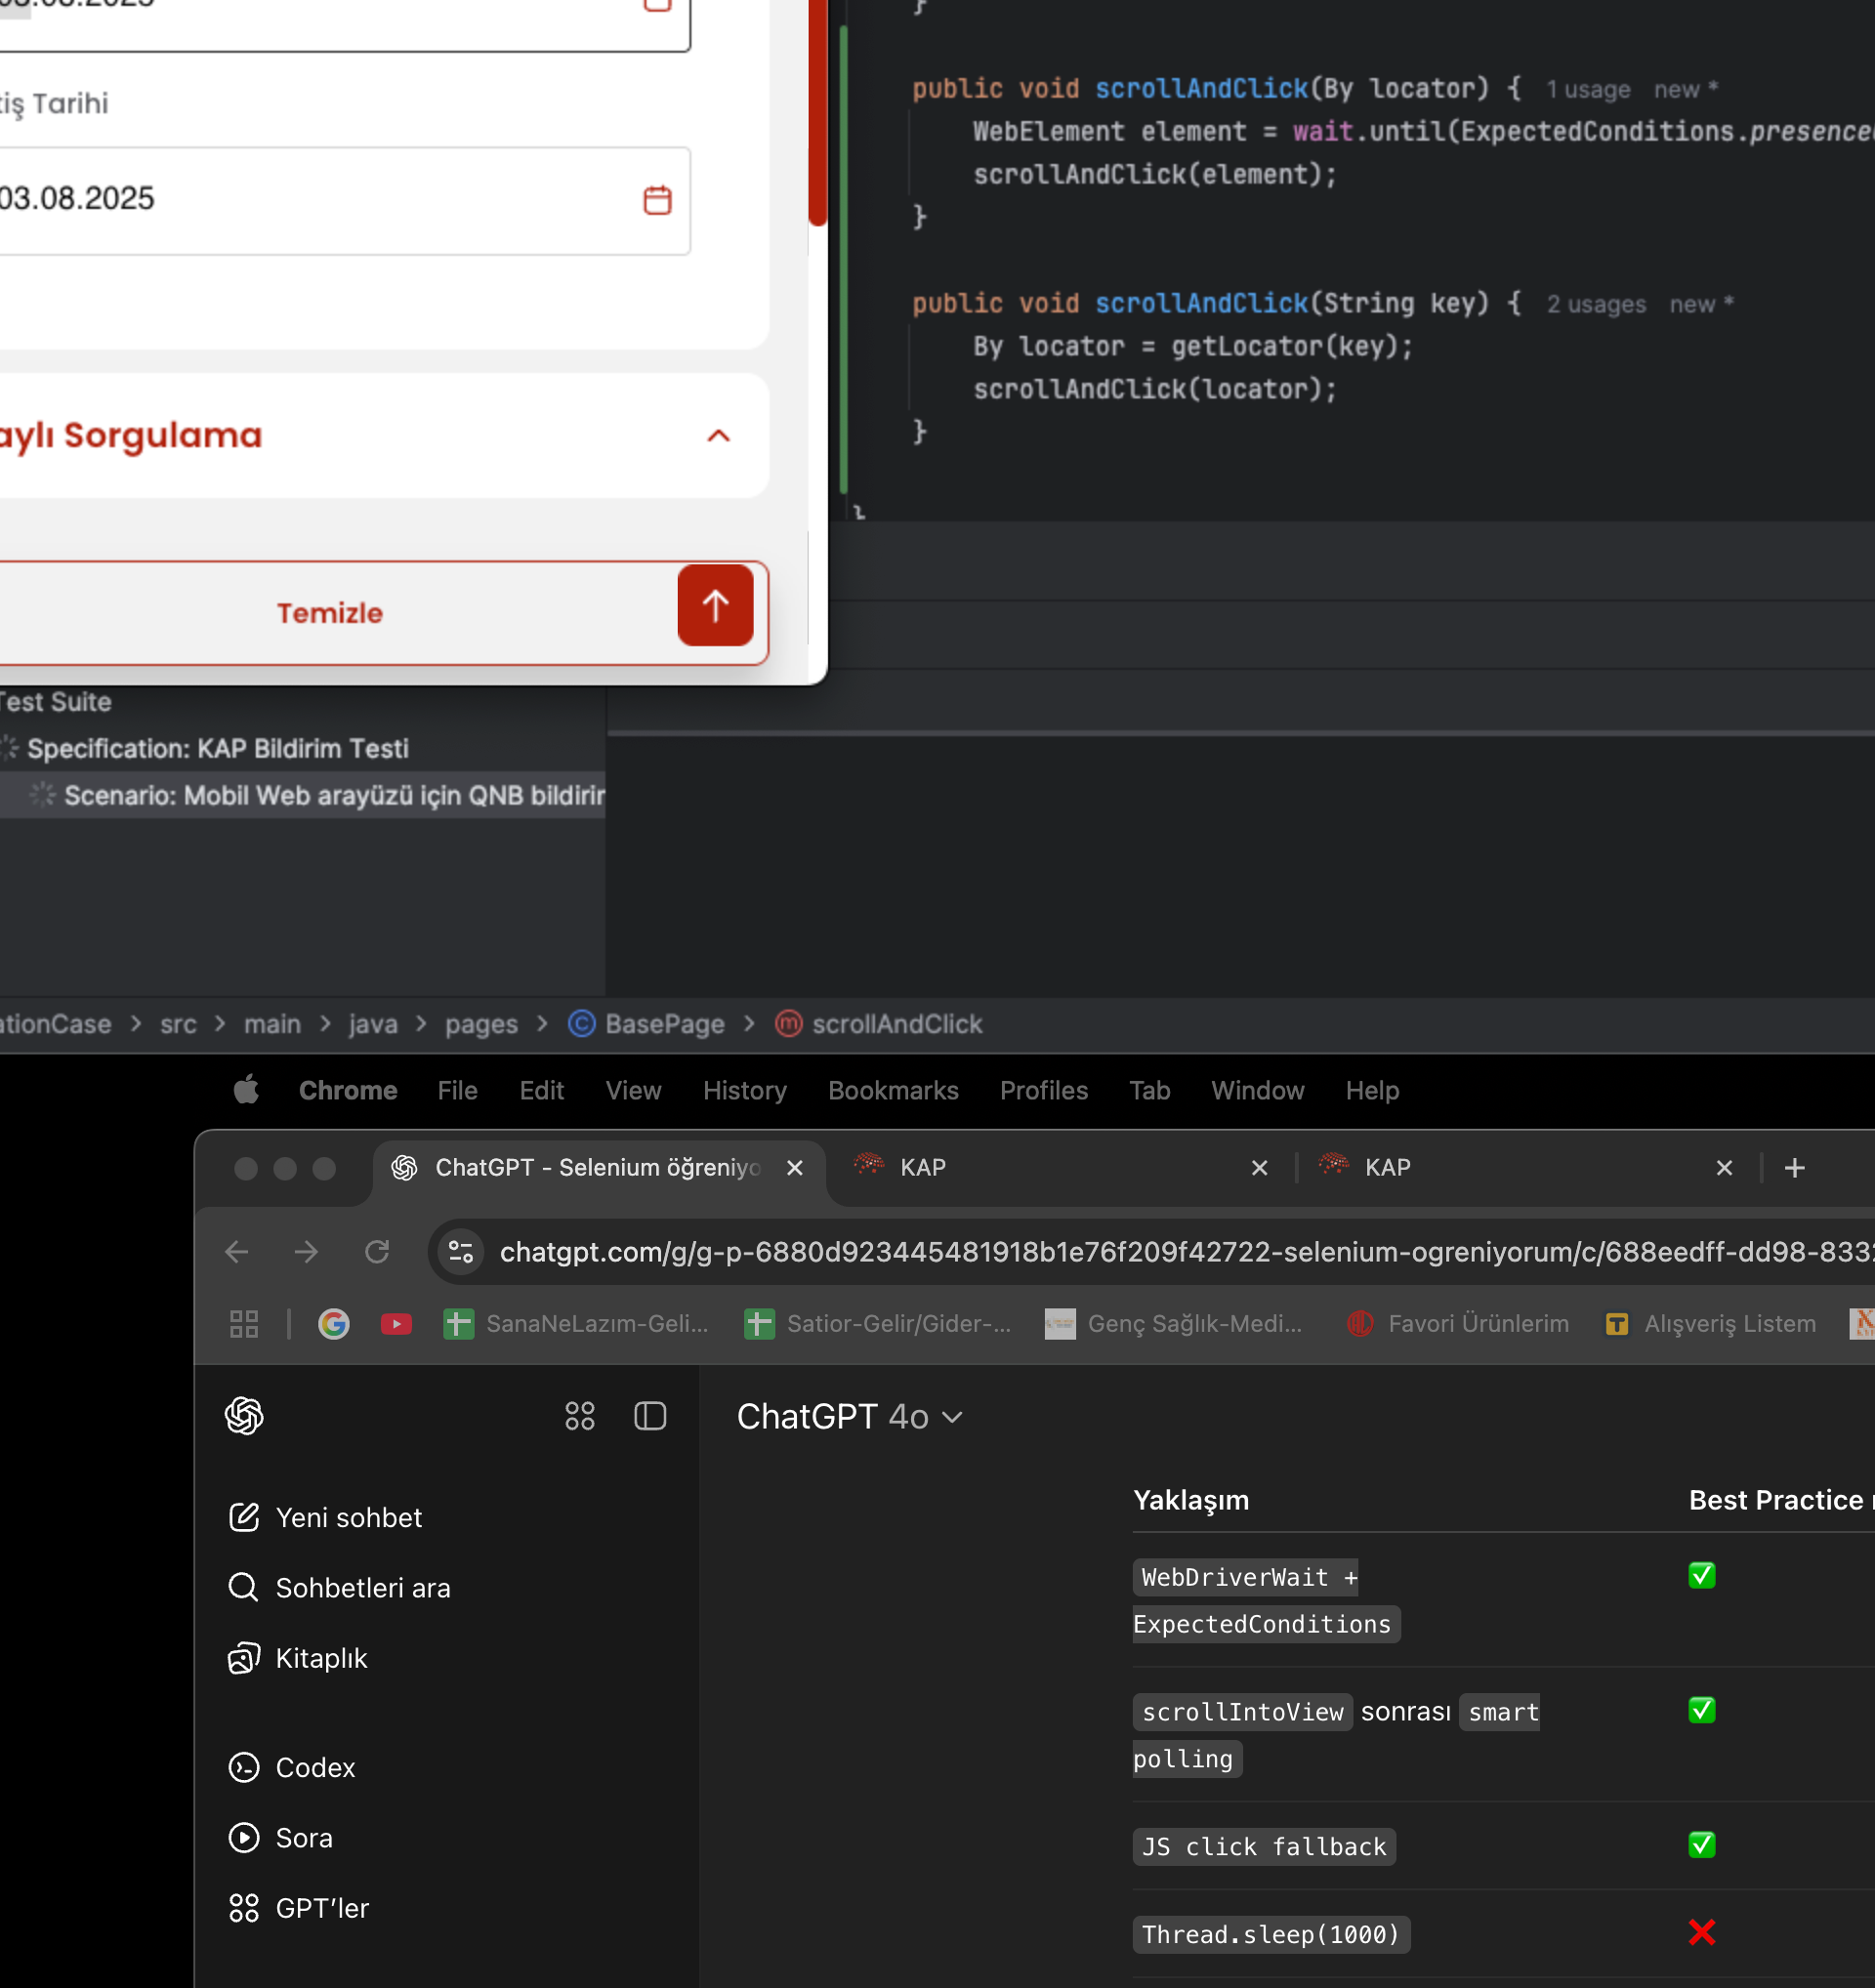 03.08.2025
tiş Tarihi
03.08.2025
aylı Sorgulama
Temizle
}
public void scrollAndClick(By locator) { 1 usage new *
WebElement element = wait.until(ExpectedConditions.presence
scrollAndClick(element);
}
public void scrollAndClick(String key) { 2 usages new *
By locator = getLocator(key);
scrollAndClick(locator);
}
}
Test Suite
Specification: KAP Bildirim Testi
Scenario: Mobil Web arayüzü için QNB bildirir
ationCase > src > main > java > pages > BasePage > scrollAndClick
Chrome File Edit View History Bookmarks Profiles Tab Window Help
ChatGPT - Selenium öğreniyo KAP KAP
chatgpt.com/g/g-p-6880d923445481918b1e76f209f42722-selenium-ogreniyorum/c/688eedff-dd98-833
SanaNeLazım-Geli... Satior-Gelir/Gider-... Genç Sağlık-Medi... Favori Ürünlerim Alışveriş Listem
ChatGPT 4o
Yeni sohbet
Sohbetleri ara
Kitaplık
Codex
Sora
GPT'ler
Yaklaşım Best Practice
WebDriverWait +
ExpectedConditions
scrollIntoView sonrası smart
polling
JS click fallback
Thread.sleep(1000)